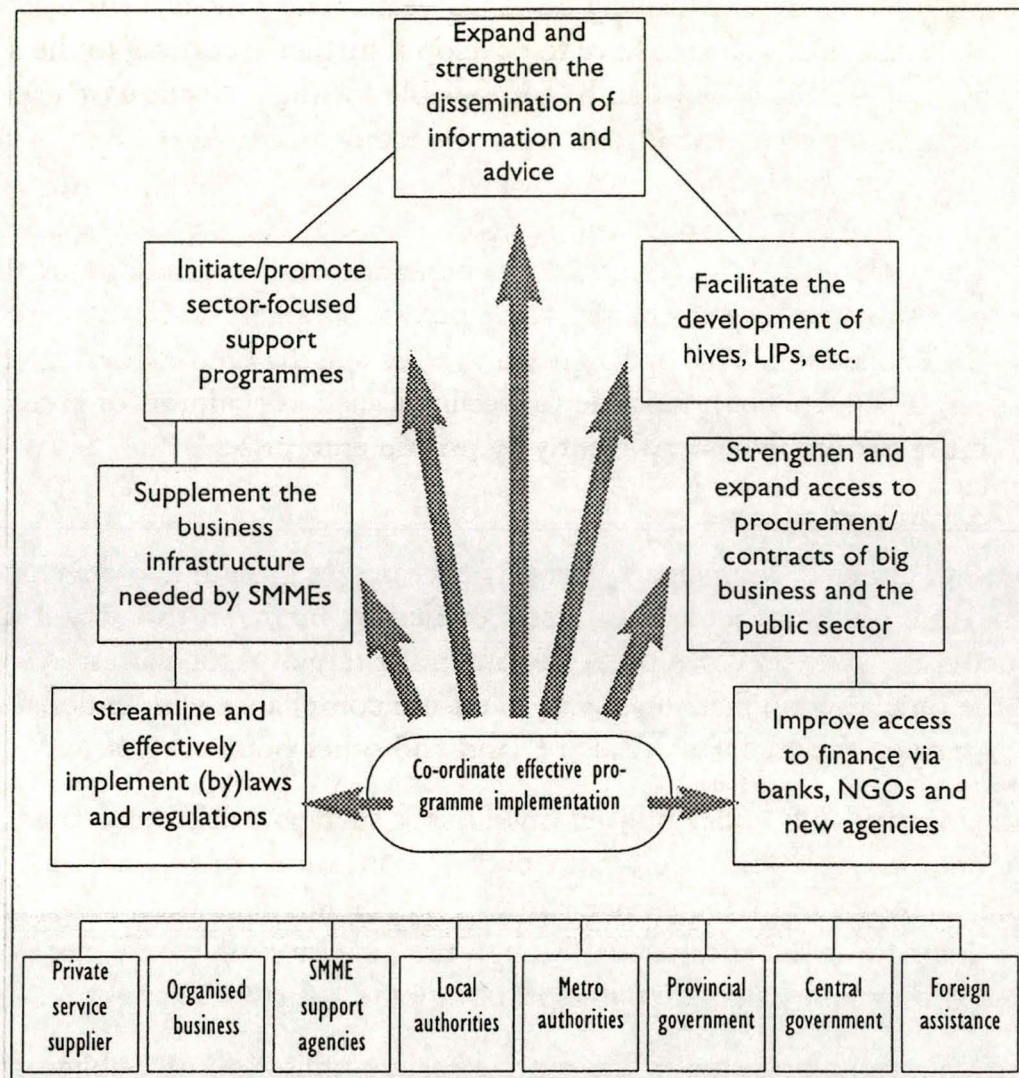 Expand and
strengthen the
dissemination of
information and
advice
Initiate/promote
sector-focused
support
programmes
Facilitate the
development of
hives, LIPs, etc.
Supplement the
business
infrastructure
needed by SMMEs
Strengthen and
expand access to
procurement/
contracts of big
business and the
public sector
Streamline and
effectively
implement (by)laws
and regulations
Co-ordinate effective pro-
gramme implementation
Improve access
to finance via
banks, NGOs and
new agencies
Private
service
supplier
Organised
business
SMME
support
agencies
Local
authorities
Metro
authorities
Provincial
government
Central
government
Foreign
assistance